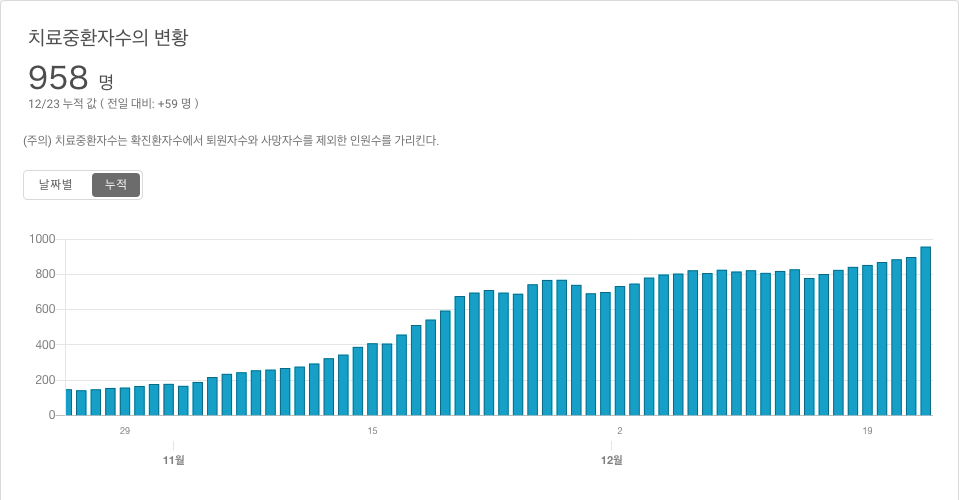 치료중환자수의 변황
958 명
12/23 누적 값 ( 전일 대비: +59 명 )
(주의) 치료중환자수는 확진환자수에서 퇴원자수와 사망자수를 제외한 인원수를 가리킨다.
날짜별 누적
1000
800
600
400
200
0
29 15 2 19
11월 12월